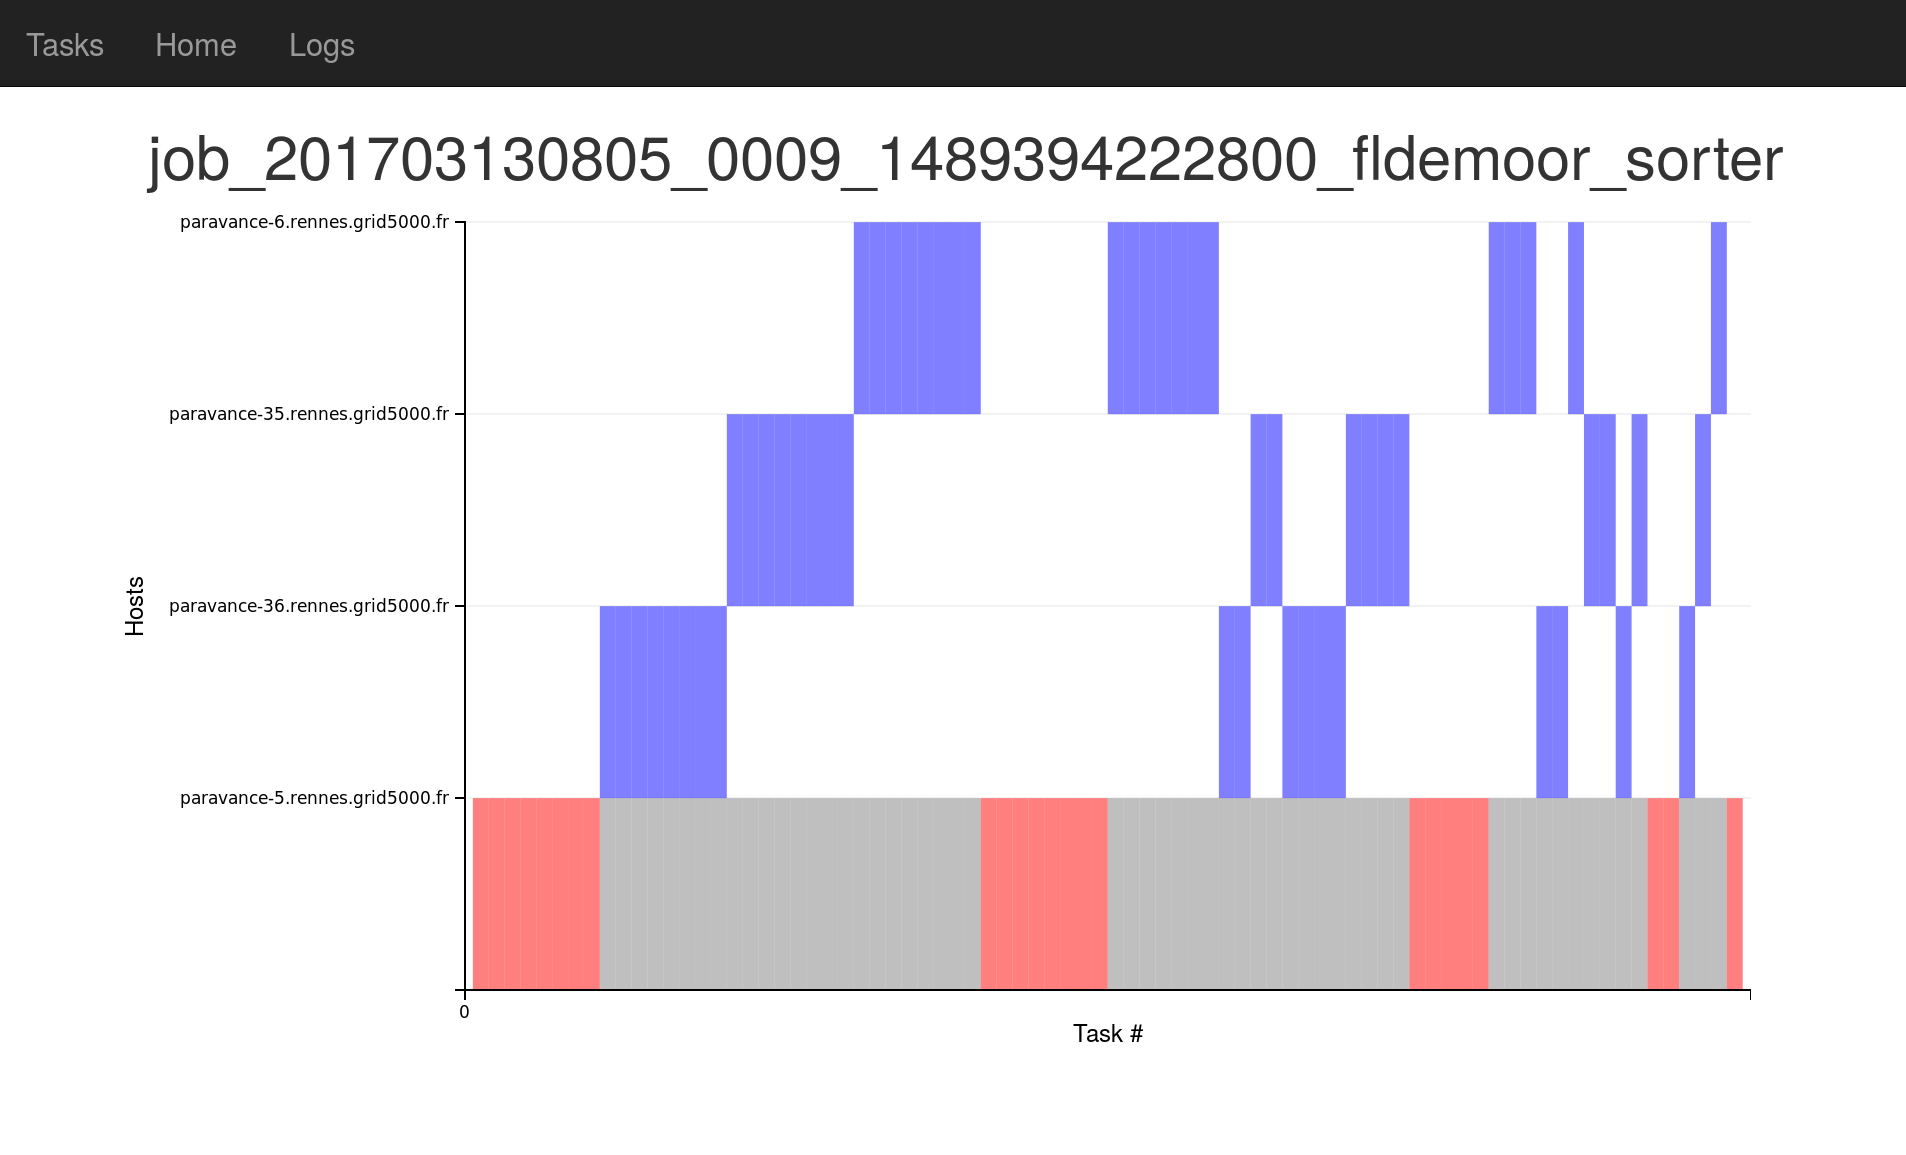 Tasks Home Logs
job_201703130805_0009_1489394222800_fldemoor_sorter
paravance-6.rennes.grid5000.fr
paravance-35.rennes.grid5000.fr
Hosts
paravance-36.rennes.grid5000.fr
paravance-5.rennes.grid5000.fr
0
Task #